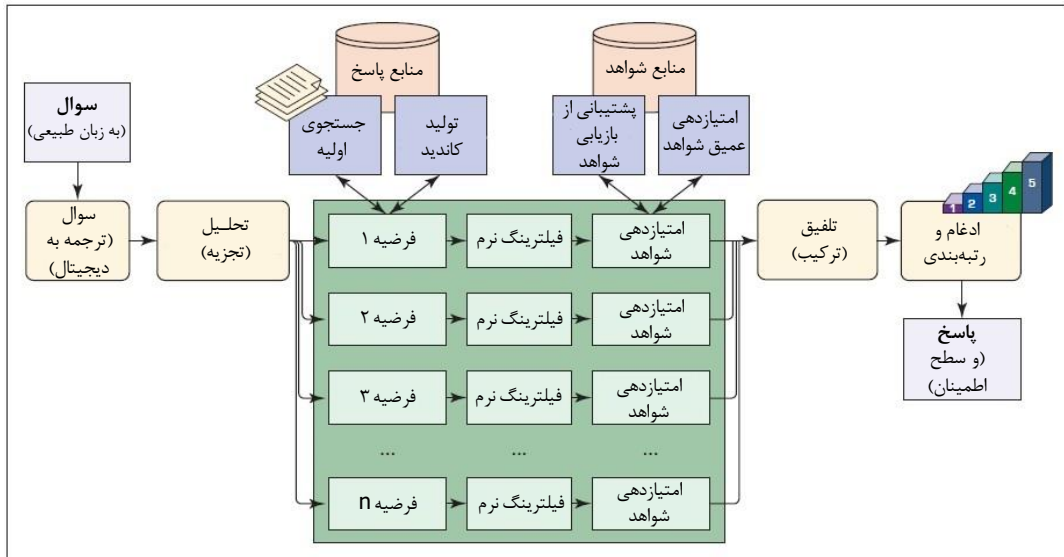 منابع پاسخ
منابع شواهد
سوال
(به زبان طبیعی)
جستجوی
اولیه
تولید
کاندید
پشتیبانی از
بازیابی
شواهد
امتیازدهی
عمیق شواهد
سوال
(ترجمه به
دیجیتال)
تحلیل
(تجزیه)
فرضیه ۱
فیلترینگ نرم
امتیازدهی
شواهد
فرضیه ۲
فیلترینگ نرم
امتیازدهی
شواهد
فرضیه ۳
فیلترینگ نرم
امتیازدهی
شواهد
...
...
...
فرضیه n
فیلترینگ نرم
امتیازدهی
شواهد
تلفیق
(ترکیب)
1
2
3
4
5
ادغام و
رتبه‌بندی
پاسخ
(و سطح
اطمینان)